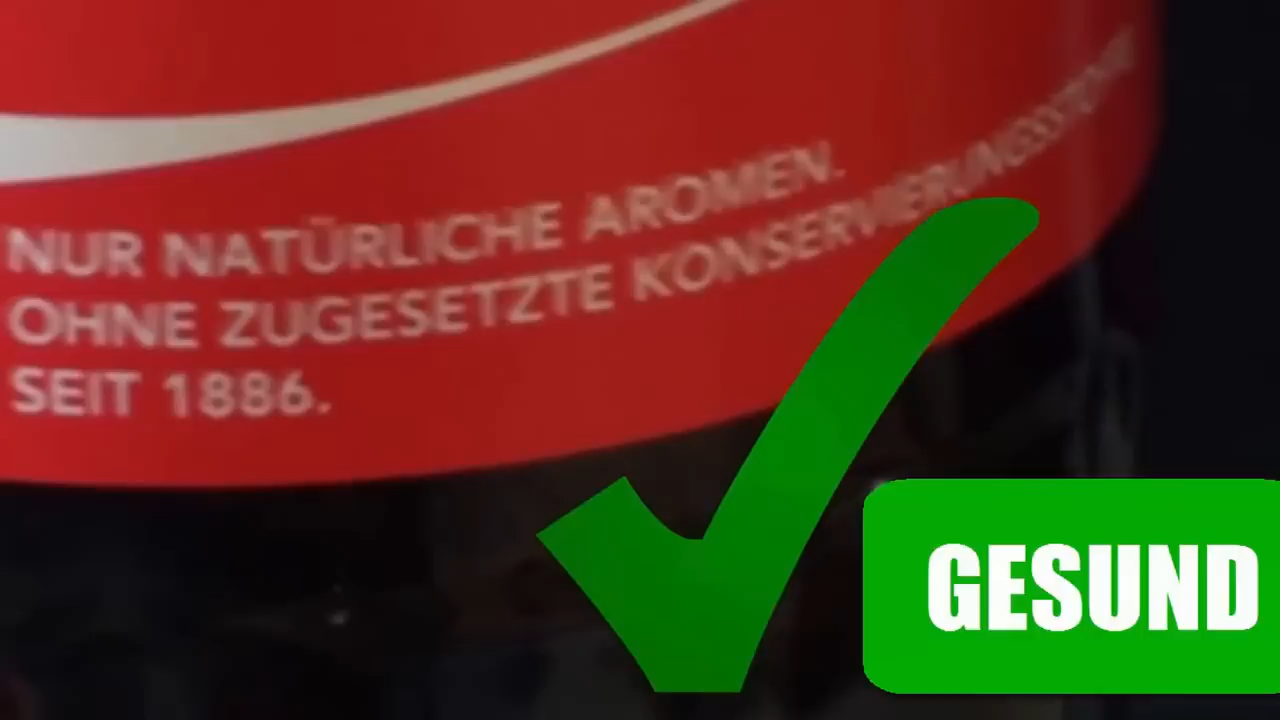 NUR NATÜRLICHE AROMEN.
OHNE ZUGESETZTE KONSERVIERUNGSSTOFFE
SEIT 1886.
GESUND